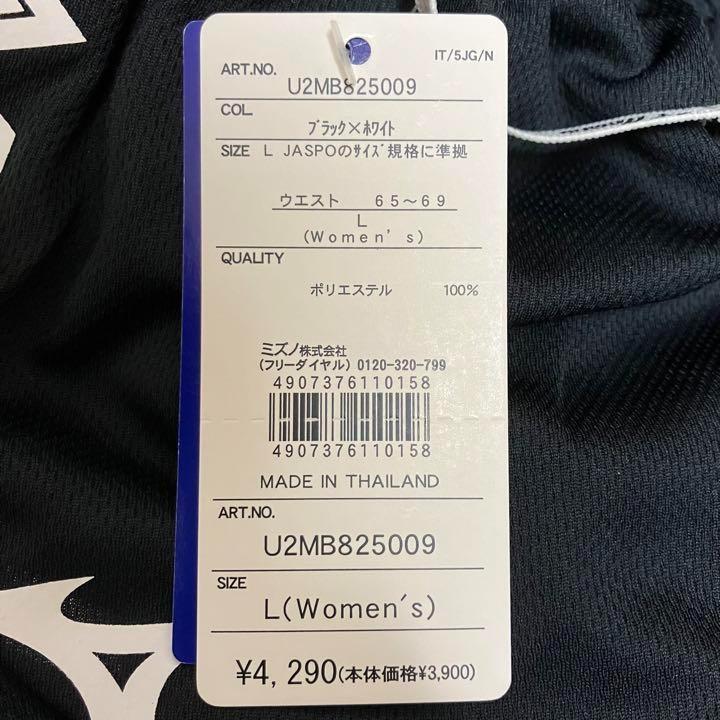 IT/5JG/N
ART.NO.
U2MB825009
COL.
ﾌﾞﾗｯｸ×ﾎﾜｲﾄ
SIZE L JASPOのｻｲｽﾞ規格に準拠
ウエスト 65～69
L
(Women's)
QUALITY
ポリエステル 100%
ミズノ株式会社
(フリーダイヤル) 0120-320-799
4907376110158
4907376110158
MADE IN THAILAND
ART.NO.
U2MB825009
SIZE
L(Women's)
¥4,290(本体価格¥3,900)